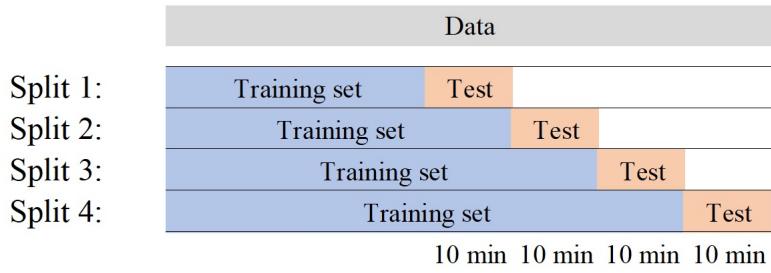 Data
Split 1: Training set Test
Split 2: Training set Test
Split 3: Training set Test
Split 4: Training set Test
10 min 10 min 10 min 10 min